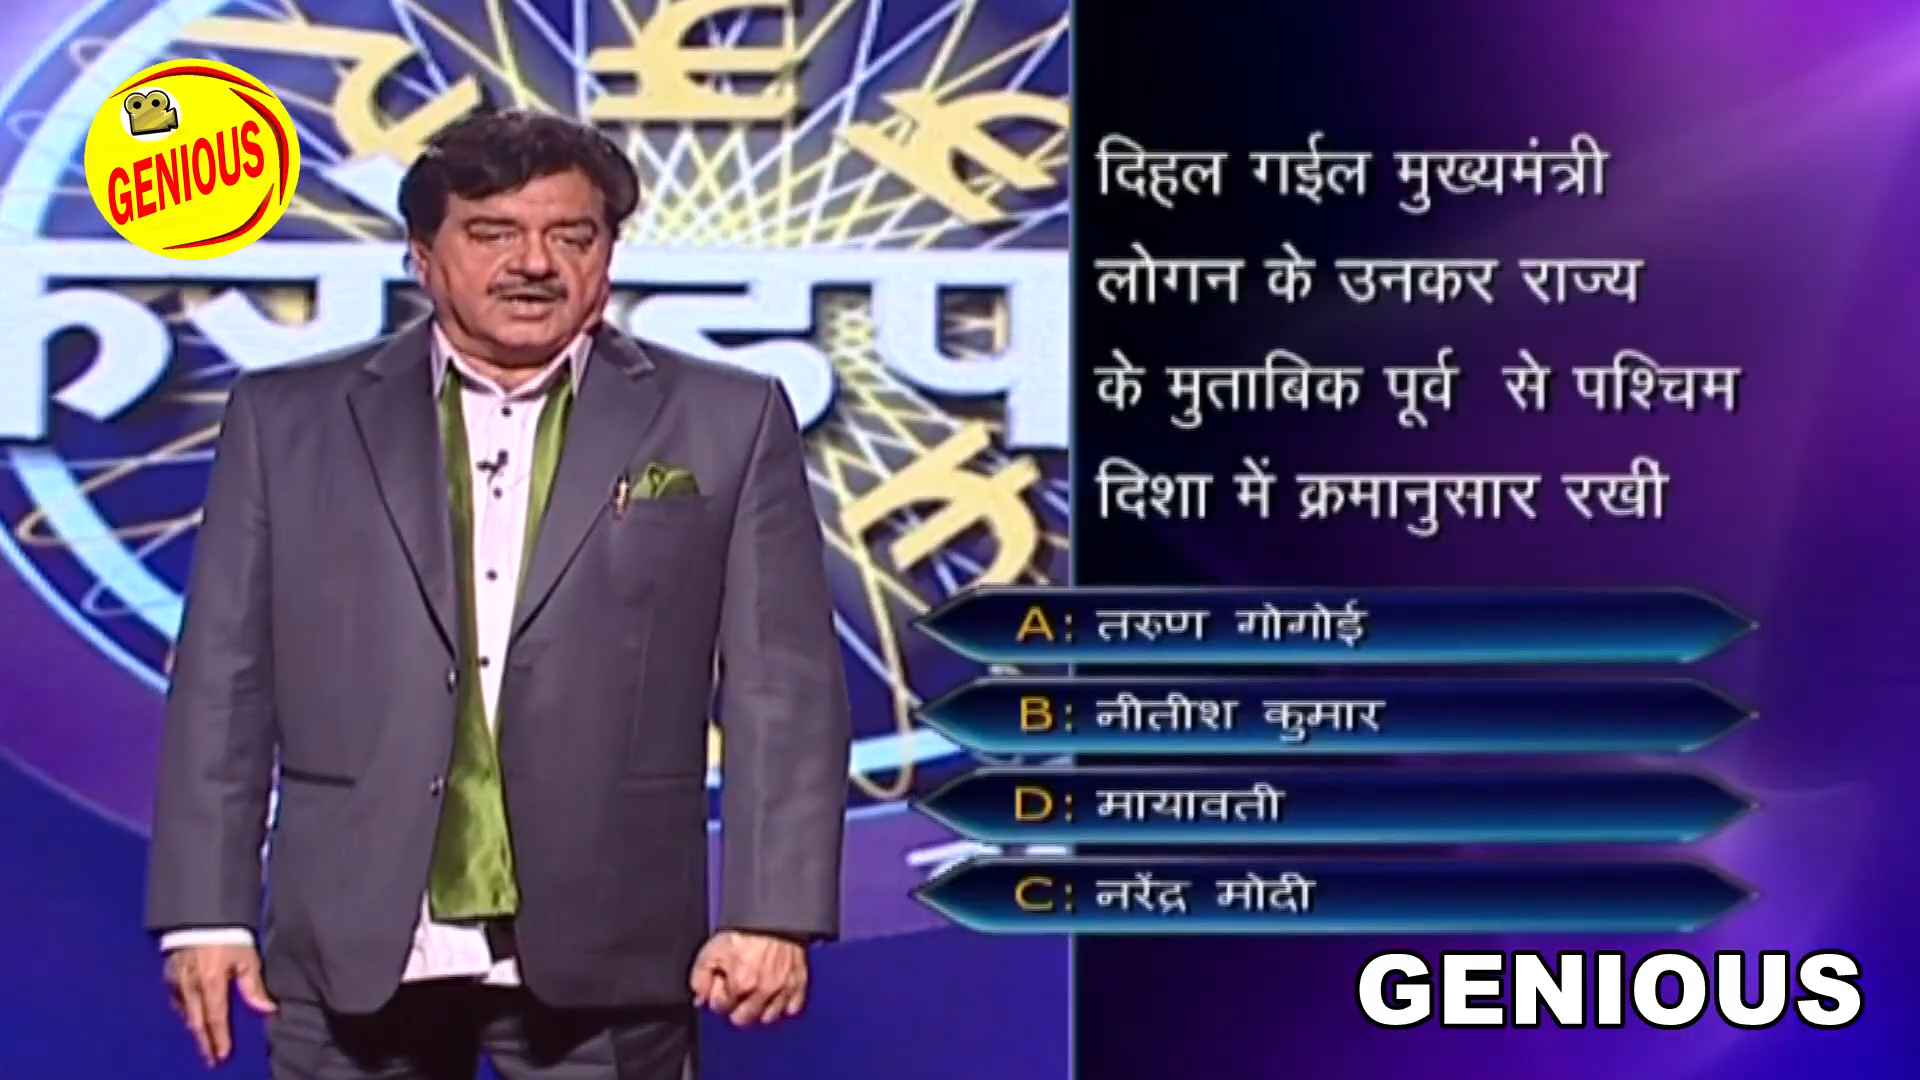 GENIOUS
दिहल गईल मुख्यमंत्री
लोगन के उनकर राज्य
के मुताबिक पूर्व से पश्चिम
दिशा में क्रमानुसार रखीं
A: तरुण गोगोई
B: नीतीश कुमार
D: मायावती
C: नरेंद्र मोदी
GENIOUS